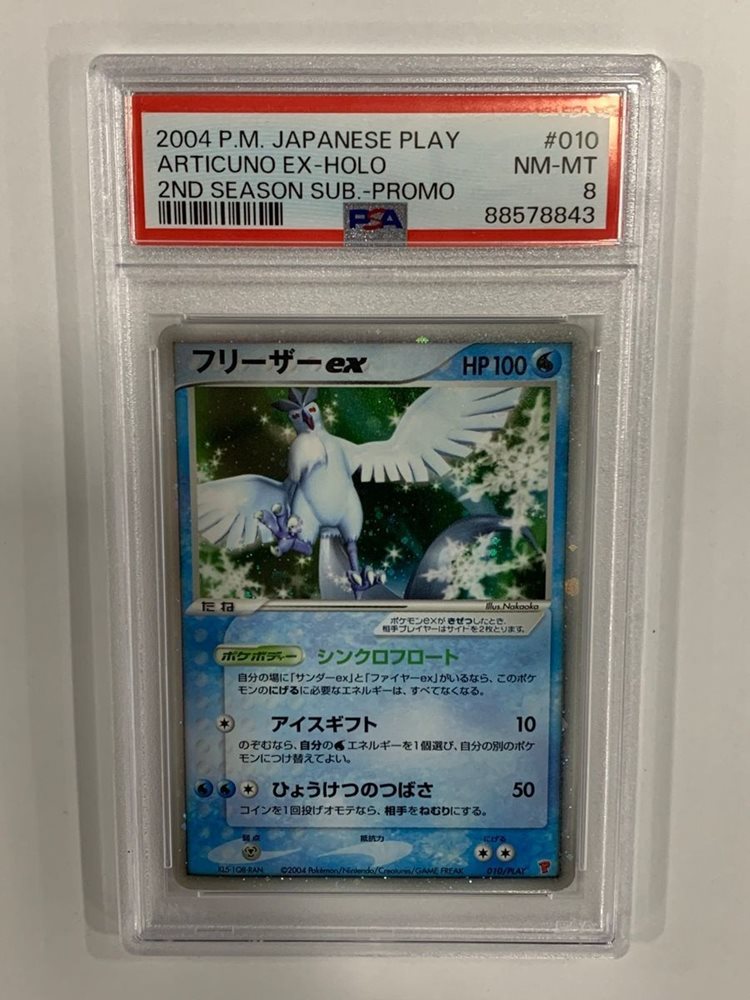 2004 P.M. JAPANESE PLAY #010
ARTICUNO EX-HOLO NM-MT
2ND SEASON SUB.-PROMO 8
PSA 88578843
フリーザーex HP100
たね Illus.Nakaoka
ポケモンexが きぜつしたとき、
相手プレイヤーはサイドを2枚とります。
ポケボディー シンクロフロート
自分の場に「サンダーex」と「ファイヤーex」がいるなら、このポケ
モンのにげるに必要なエネルギーは、すべてなくなる。
アイスギフト 10
のぞむなら、自分のエネルギーを1個選び、自分の別のポケ
モンにつけ替えてよい。
ひょうけつのつばさ 50
コインを1回投げオモテなら、相手をねむりにする。
弱点 抵抗力 にげる
©2004 Pokémon/Nintendo/Creatures/GAME FREAK 010/PLAY